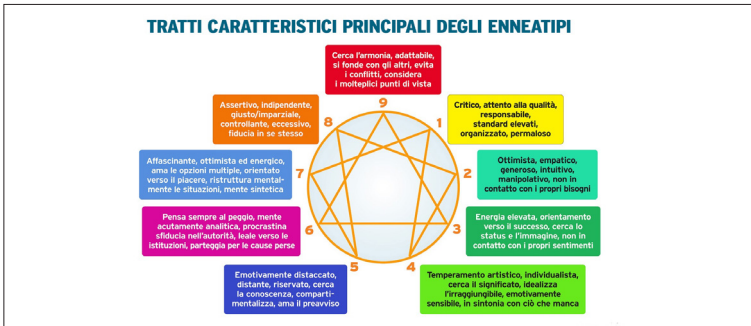 TRATTI CARATTERISTICI PRINCIPALI DEGLI ENNEATIPI
Cerca l'armonia, adattabile,
si fonde con gli altri, evita
i conflitti, considera
i molteplici punti di vista
9
Assertivo, indipendente,
giusto/imparziale,
controllante, eccessivo,
fiducia in se stesso
8
1
Critico, attento alla qualità,
responsabile,
standard elevati,
organizzato, permaloso
Affascinante, ottimista ed energico,
ama le opzioni multiple, orientato
verso il piacere, ristruttura mental-
mente le situazioni, mente sintetica
7
2
Ottimista, empatico,
generoso, intuitivo,
manipolativo, non in
contatto con i propri bisogni
Pensa sempre al peggio, mente
acutamente analitica, procrastina
sfiducia nell'autorità, leale verso le
istituzioni, parteggia per le cause perse
6
3
Energia elevata, orientamento
verso il successo, cerca lo
status e l'immagine, non in
contatto con i propri sentimenti
Emotivamente distaccato,
distante, riservato, cerca
la conoscenza, comparti-
mentalizza, ama il preavviso
5
4
Temperamento artistico, individualista,
cerca il significato, idealizza
l'irraggiungibile, emotivamente
sensibile, in sintonia con ciò che manca